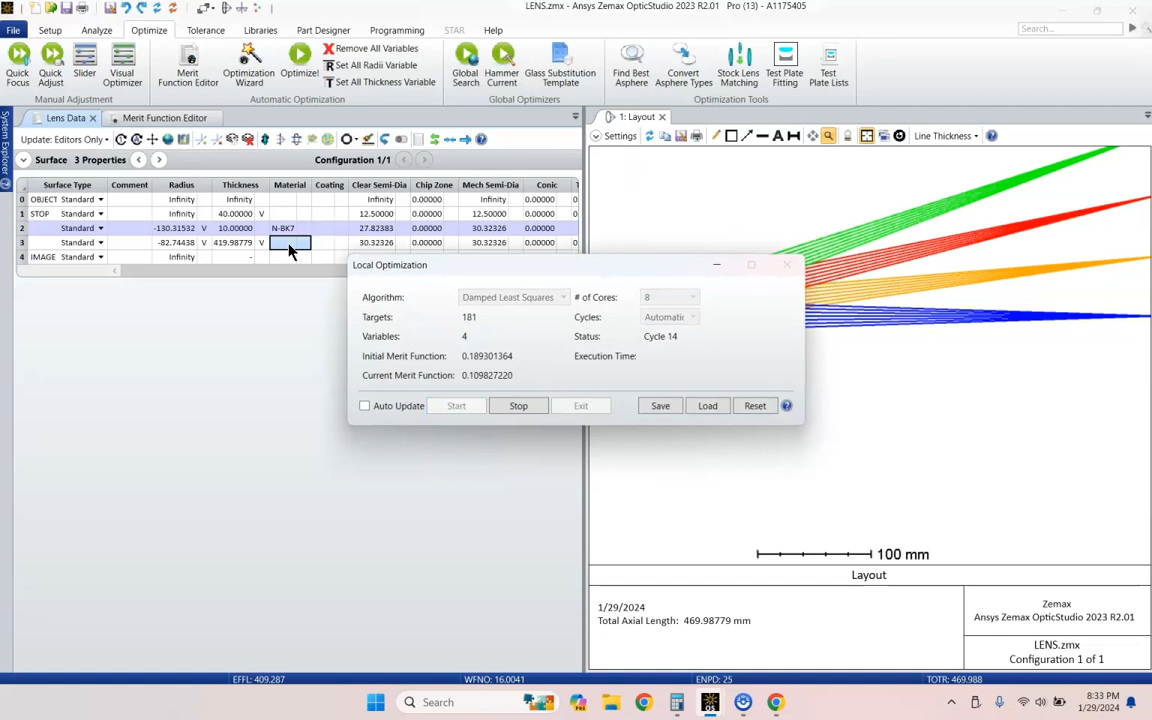 LENS.zmx - Ansys Zemax OpticStudio 2023 R2.01 - Pro (13) - A1175405
File Setup Analyze Optimize Tolerance Libraries Part Designer Programming STAR Help Search...
Quick Focus
Quick Adjust
Slider
Visual Optimizer
Manual Adjustment
Merit Function Editor
Optimization Wizard
Optimize!
Remove All Variables
Set All Radii Variable
Set All Thickness Variable
Automatic Optimization
Global Search
Hammer Current
Glass Substitution Template
Global Optimizers
Find Best Asphere
Convert Asphere Types
Stock Lens Matching
Test Plate Fitting
Test Plate Lists
Optimization Tools
System Explorer
Lens Data Merit Function Editor
Update: Editors Only
Surface 3 Properties Configuration 1/1
Surface Type Comment Radius Thickness Material Coating Clear Semi-Dia Chip Zone Mech Semi-Dia Conic
0 OBJECT Standard Infinity Infinity Infinity 0.00000 Infinity 0.00000
1 STOP Standard Infinity 40.00000 V 12.50000 0.00000 12.50000 0.00000
2 Standard -130.31532 V 10.00000 N-BK7 27.82383 0.00000 30.32326 0.00000
3 Standard -82.74438 V 419.98779 V 30.32326 0.00000 30.32326 0.00000
4 IMAGE Standard Infinity -
Local Optimization
Algorithm: Damped Least Squares # of Cores: 8
Targets: 181 Cycles: Automatic
Variables: 4 Status: Cycle 14
Initial Merit Function: 0.189301364 Execution Time:
Current Merit Function: 0.109827220
Auto Update Start Stop Exit Save Load Reset
1: Layout
Settings Line Thickness
100 mm
Layout
1/29/2024
Total Axial Length: 469.98779 mm
Zemax
Ansys Zemax OpticStudio 2023 R2.01
LENS.zmx
Configuration 1 of 1
EFFL: 409.287 WFNO: 16.0041 ENPD: 25 TOTR: 469.988
Search
8:33 PM
1/29/2024